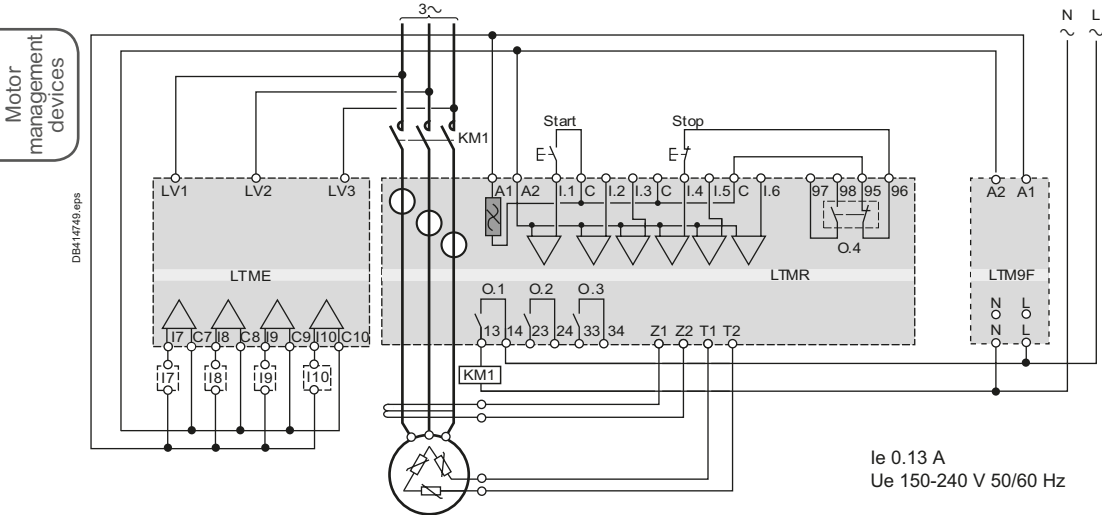 3~
N L
~ ~
Motor
management
devices
DB414749.eps
Start
Stop
KM1
LV1 LV2 LV3
A1 A2 I.1 C I.2 I.3 C I.4 I.5 C I.6 97 98 95 96
A2 A1
O.4
LTME
LTMR
LTM9F
O.1 O.2 O.3
N L
I7 C7 I8 C8 I9 C9 I10 C10
13 14 23 24 33 34 Z1 Z2 T1 T2
N L
I7 I8 I9 I10
KM1
Ie 0.13 A
Ue 150-240 V 50/60 Hz